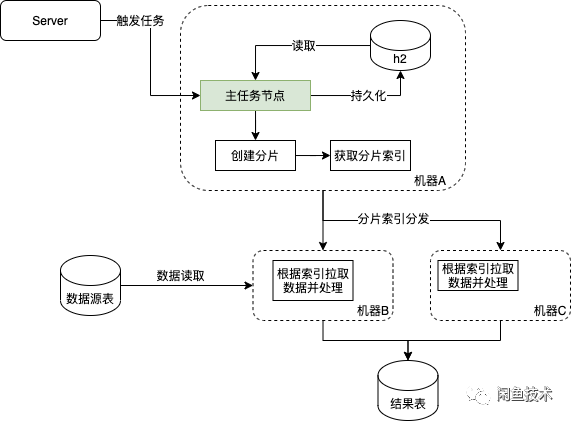 Server
触发任务
读取
h2
主任务节点
持久化
创建分片
获取分片索引
机器A
分片索引分发
数据源表
数据读取
根据索引拉取
数据并处理
机器B
根据索引拉取
数据并处理
机器C
结果表
闲鱼技术